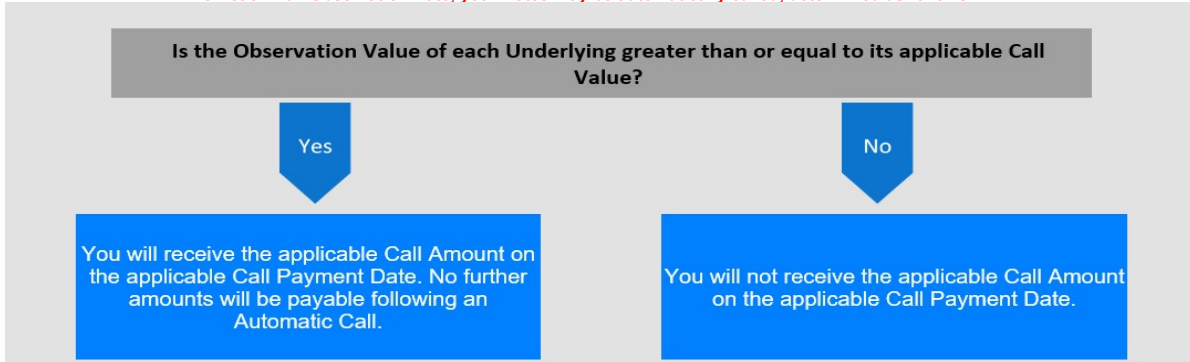 Is the Observation Value of each Underlying greater than or equal to its applicable Call
Value?
Yes
No
You will receive the applicable Call Amount on
the applicable Call Payment Date. No further
amounts will be payable following an
Automatic Call.
You will not receive the applicable Call Amount
on the applicable Call Payment Date.